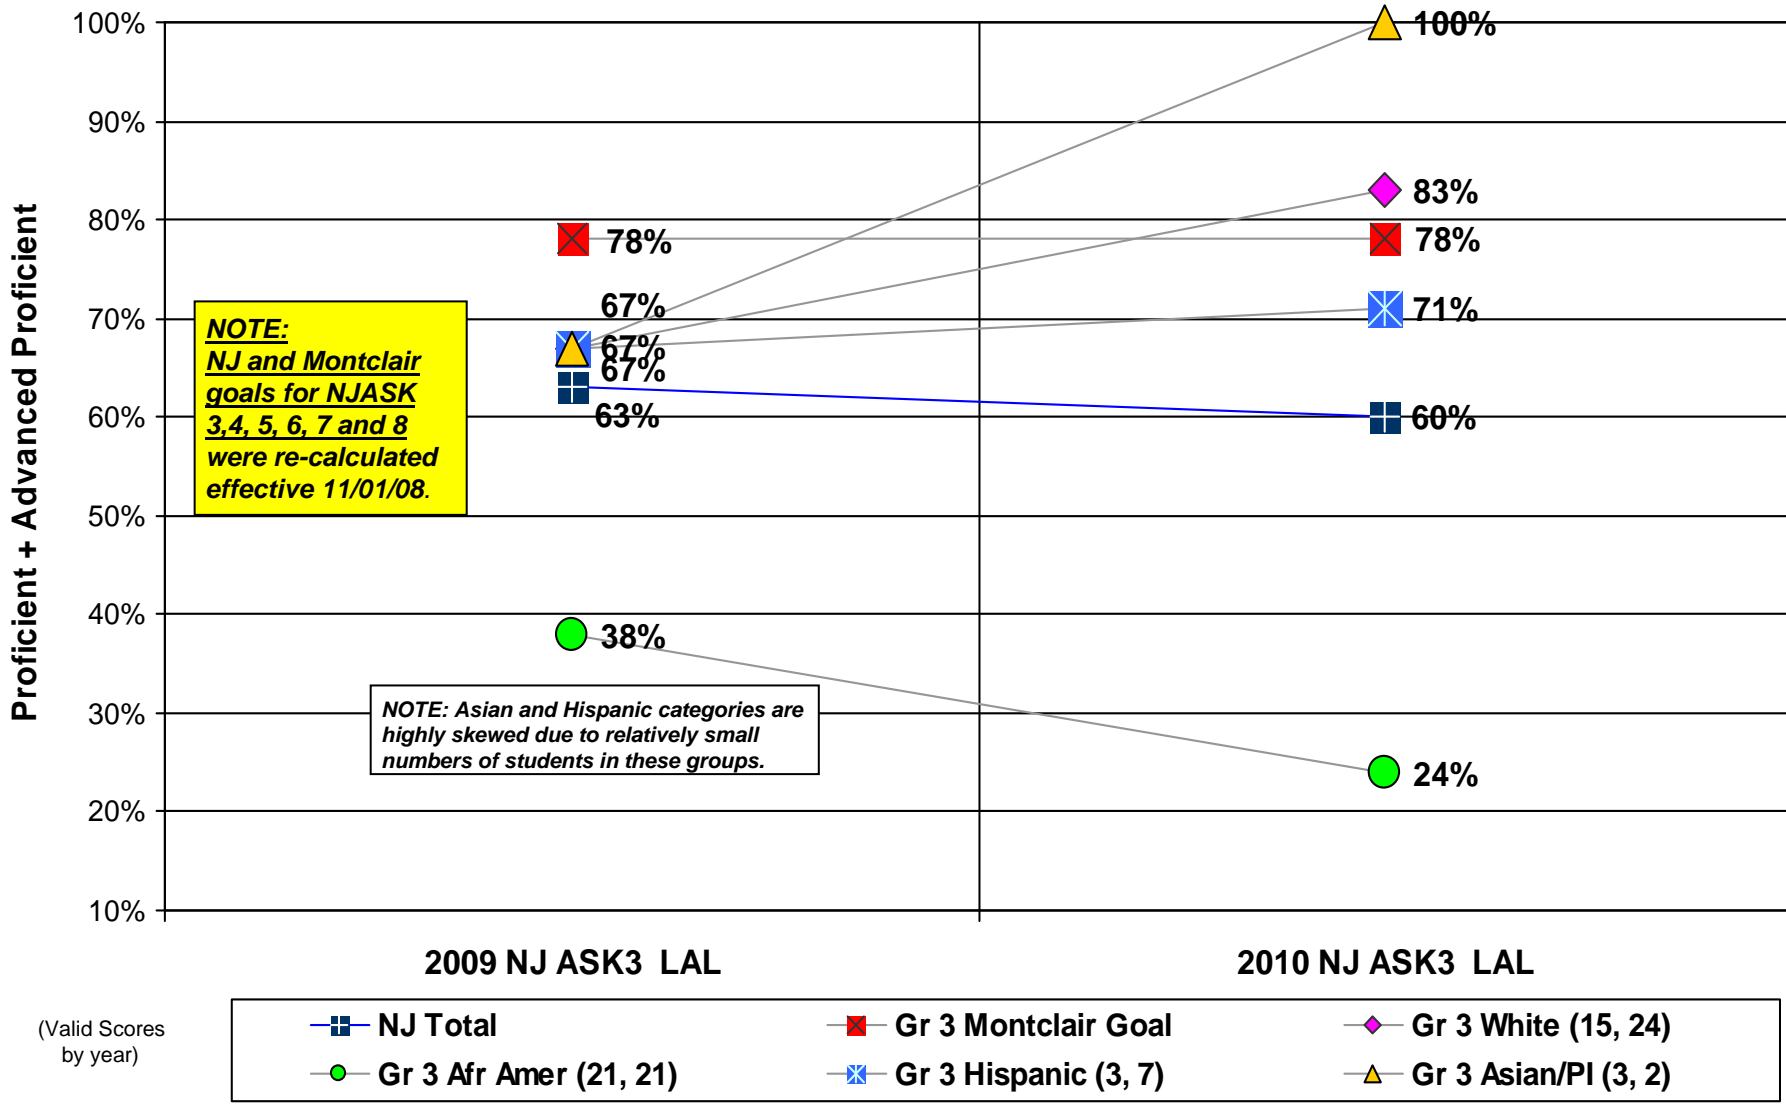 100%
90%
80%
70%
60%
50%
40%
30%
20%
10%
Proficient + Advanced Proficient
100%
83%
78%
78%
71%
67%
67%
67%
63%
60%
38%
24%
NOTE:
NJ and Montclair
goals for NJASK
3,4, 5, 6, 7 and 8
were re-calculated
effective 11/01/08.
NOTE: Asian and Hispanic categories are
highly skewed due to relatively small
numbers of students in these groups.
2009 NJ ASK3 LAL
2010 NJ ASK3 LAL
(Valid Scores
by year)
NJ Total
Gr 3 Montclair Goal
Gr 3 White (15, 24)
Gr 3 Afr Amer (21, 21)
Gr 3 Hispanic (3, 7)
Gr 3 Asian/PI (3, 2)